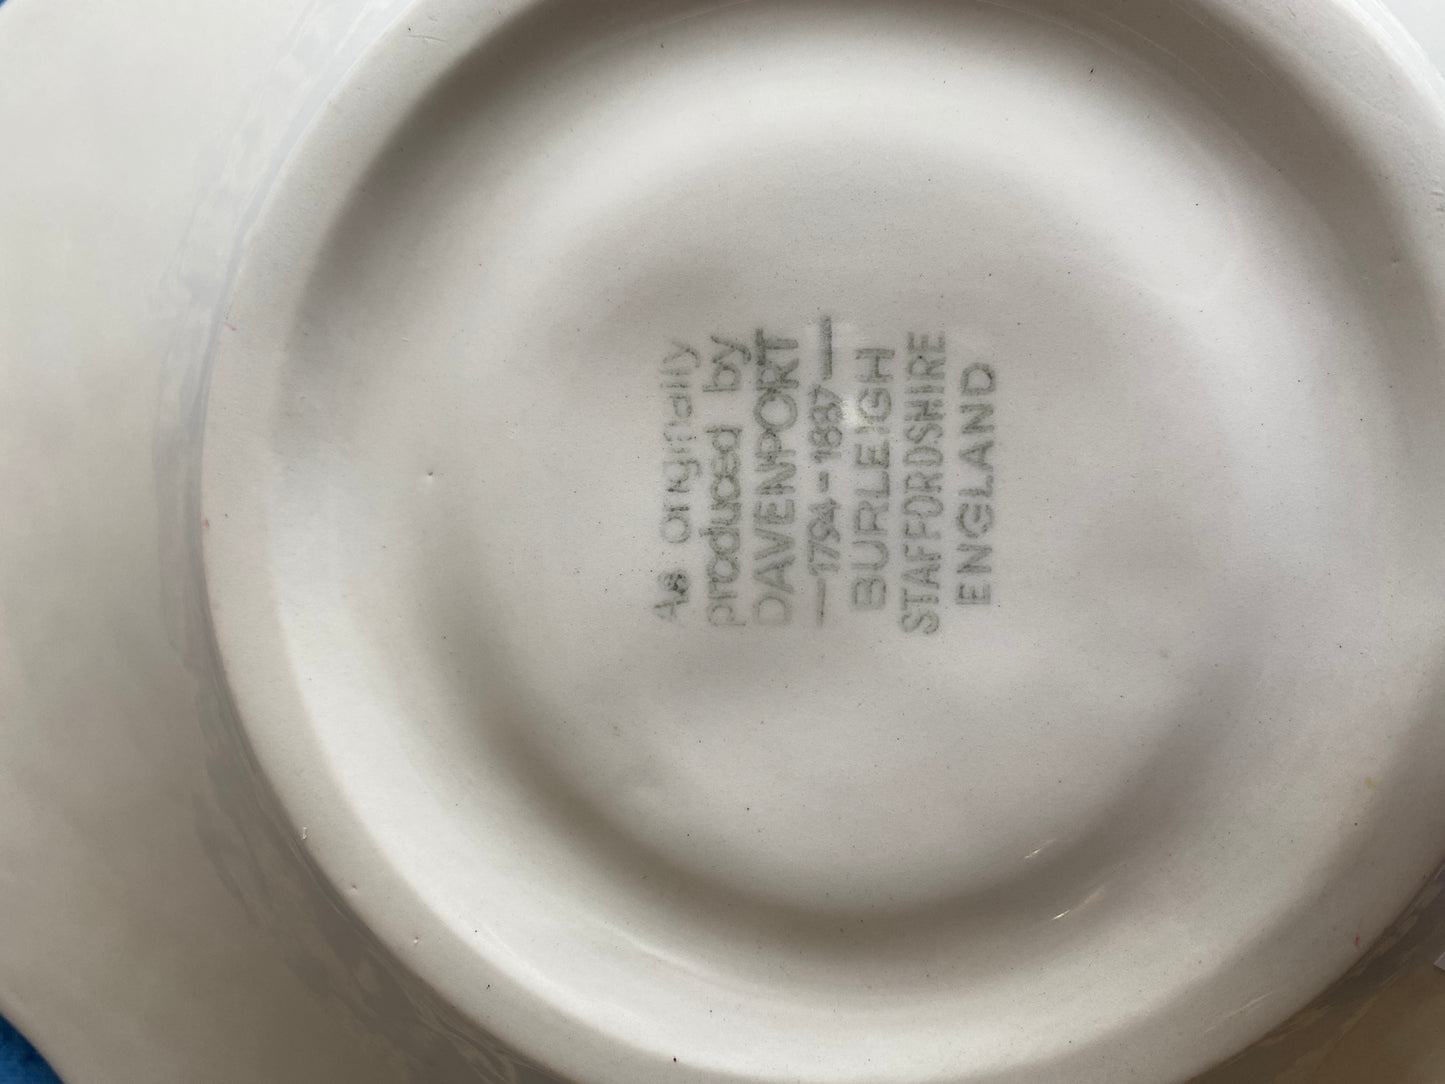 As originally
produced by
DAVENPORT
—1794-1887—
BURLEIGH
STAFFORDSHIRE
ENGLAND